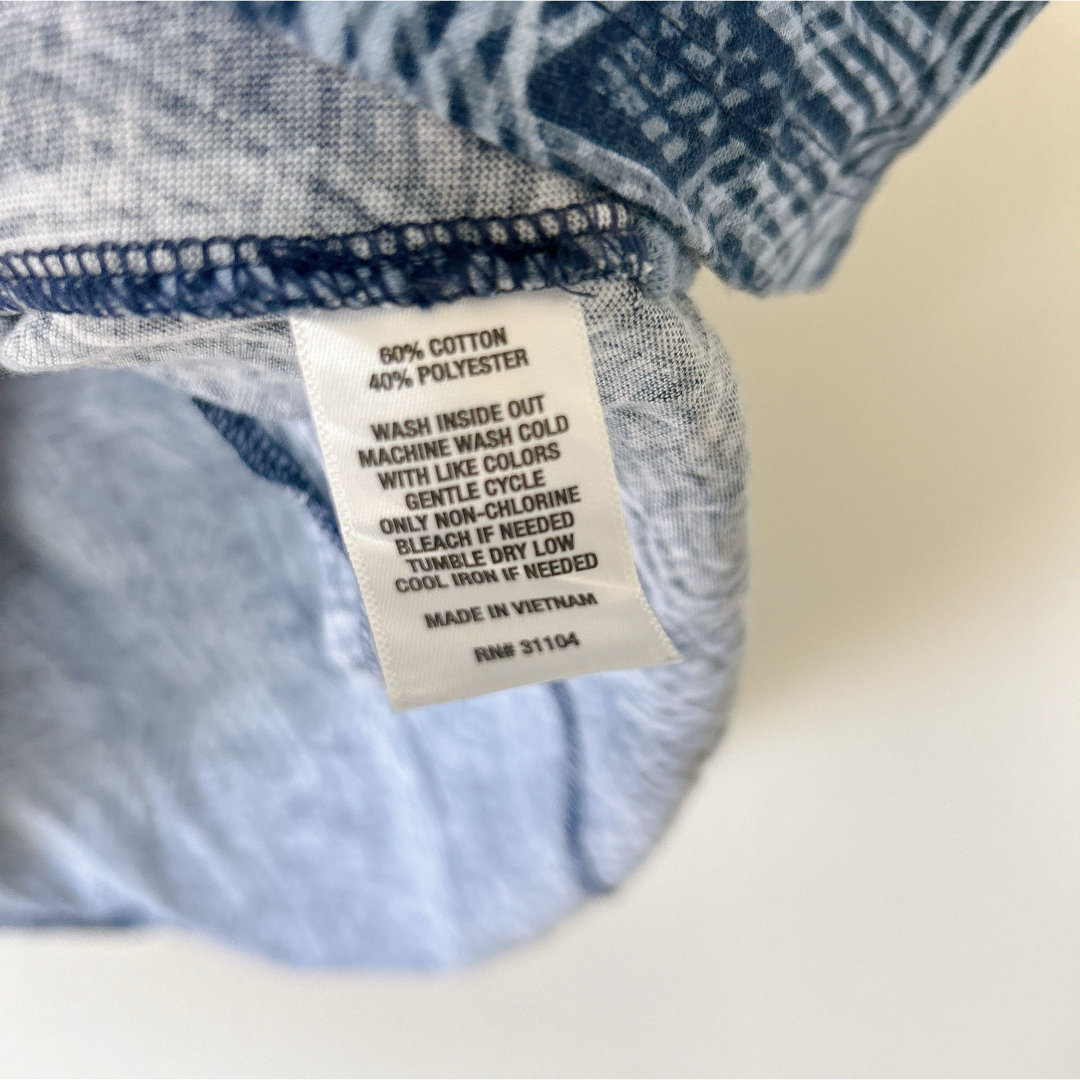 60% COTTON
40% POLYESTER
WASH INSIDE OUT
MACHINE WASH COLD
WITH LIKE COLORS
GENTLE CYCLE
ONLY NON-CHLORINE
BLEACH IF NEEDED
TUMBLE DRY LOW
COOL IRON IF NEEDED
MADE IN VIETNAM
RN# 31104